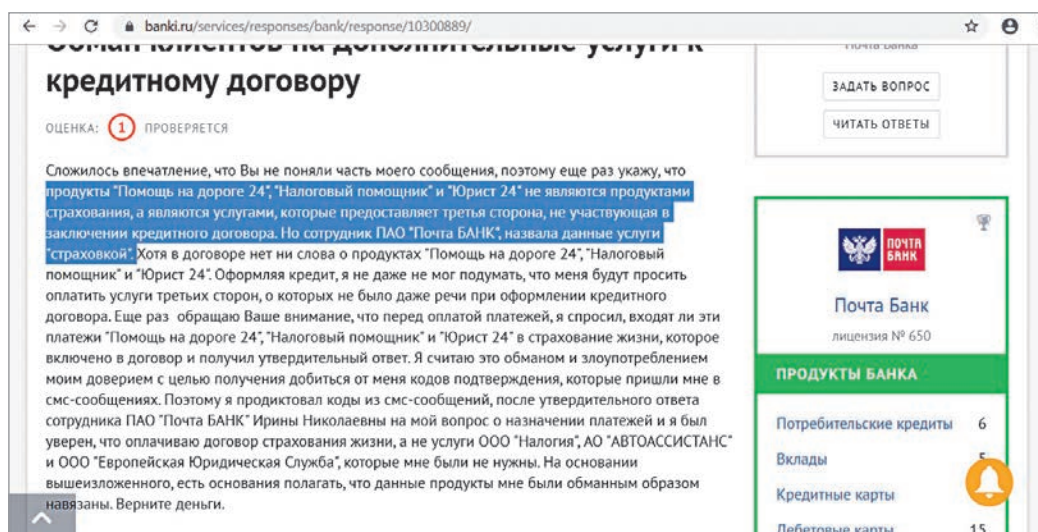 banki.ru/services/responses/bank/response/10300889/
Обман клиентов на дополнительные услуги к
кредитному договору
ОЦЕНКА: 1 ПРОВЕРЯЕТСЯ
Сложилось впечатление, что Вы не поняли часть моего сообщения, поэтому еще раз укажу, что
продукты "Помощь на дороге 24", "Налоговый помощник" и "Юрист 24" не являются продуктами
страхования, а являются услугами, которые предоставляет третья сторона, не участвующая в
заключении кредитного договора. Но сотрудник ПАО "Почта БАНК", назвала данные услуги
"страховкой". Хотя в договоре нет ни слова о продуктах "Помощь на дороге 24", "Налоговый
помощник" и "Юрист 24". Оформляя кредит, я не даже не мог подумать, что меня будут просить
оплатить услуги третьих сторон, о которых не было даже речи при оформлении кредитного
договора. Еще раз обращаю Ваше внимание, что перед оплатой платежей, я спросил, входят ли эти
платежи "Помощь на дороге 24", "Налоговый помощник" и "Юрист 24" в страхование жизни, которое
включено в договор и получил утвердительный ответ. Я считаю это обманом и злоупотреблением
моим доверием с целью получения добиться от меня кодов подтверждения, которые пришли мне в
смс-сообщениях. Поэтому я продиктовал коды из смс-сообщений, после утвердительного ответа
сотрудника ПАО "Почта БАНК" Ирины Николаевны на мой вопрос о назначении платежей и я был
уверен, что оплачиваю договор страхования жизни, а не услуги ООО "Налогия", АО "АВТОАССИСТАНС"
и ООО "Европейская Юридическая Служба", которые мне были не нужны. На основании
вышеизложенного, есть основания полагать, что данные продукты мне были обманным образом
навязаны. Верните деньги.
Почта Банка
ЗАДАТЬ ВОПРОС
ЧИТАТЬ ОТВЕТЫ
ПОЧТА
БАНК
Почта Банк
лицензия № 650
ПРОДУКТЫ БАНКА
Потребительские кредиты 6
Вклады 5
Кредитные карты
Дебетовые карты 15